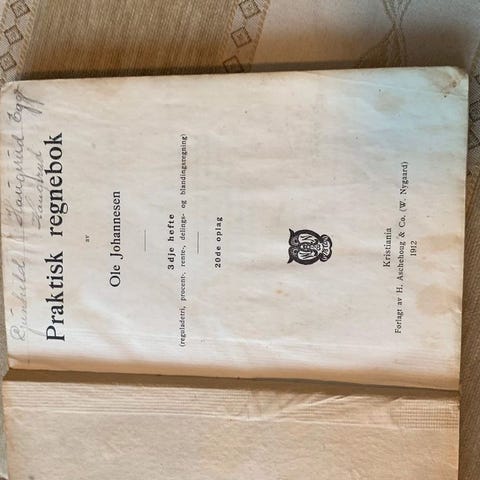 Haugrud
Praktisk regnebok
av
Ole Johannesen
3dje hefte
(reguladetri, procent-, rente-, delings- og blandingsregning)
20de oplag
Kristiania
Forlagt av H. Aschehoug & Co. (W. Nygaard)
1912